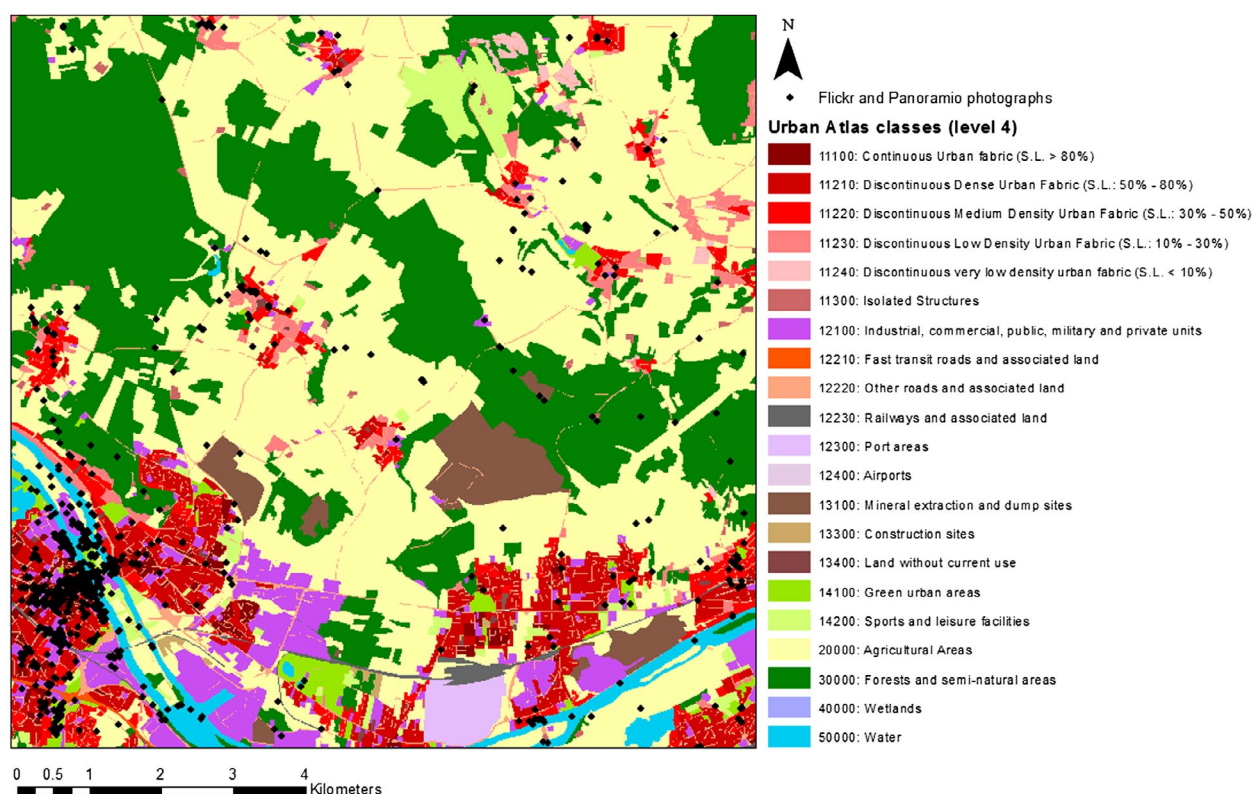 N
Flickr and Panoramio photographs
Urban Atlas classes (level 4)
11100: Continuous Urban fabric (S.L. > 80%)
11210: Discontinuous Dense Urban Fabric (S.L.: 50% - 80%)
11220: Discontinuous Medium Density Urban Fabric (S.L.: 30% - 50%)
11230: Discontinuous Low Density Urban Fabric (S.L.: 10% - 30%)
11240: Discontinuous very low density urban fabric (S.L. < 10%)
11300: Isolated Structures
12100: Industrial, commercial, public, military and private units
12210: Fast transit roads and associated land
12220: Other roads and associated land
12230: Railways and associated land
12300: Port areas
12400: Airports
13100: Mineral extraction and dump sites
13300: Construction sites
13400: Land without current use
14100: Green urban areas
14200: Sports and leisure facilities
20000: Agricultural Areas
30000: Forests and semi-natural areas
40000: Wetlands
50000: Water
0 0.5 1 2 3 4
Kilometers